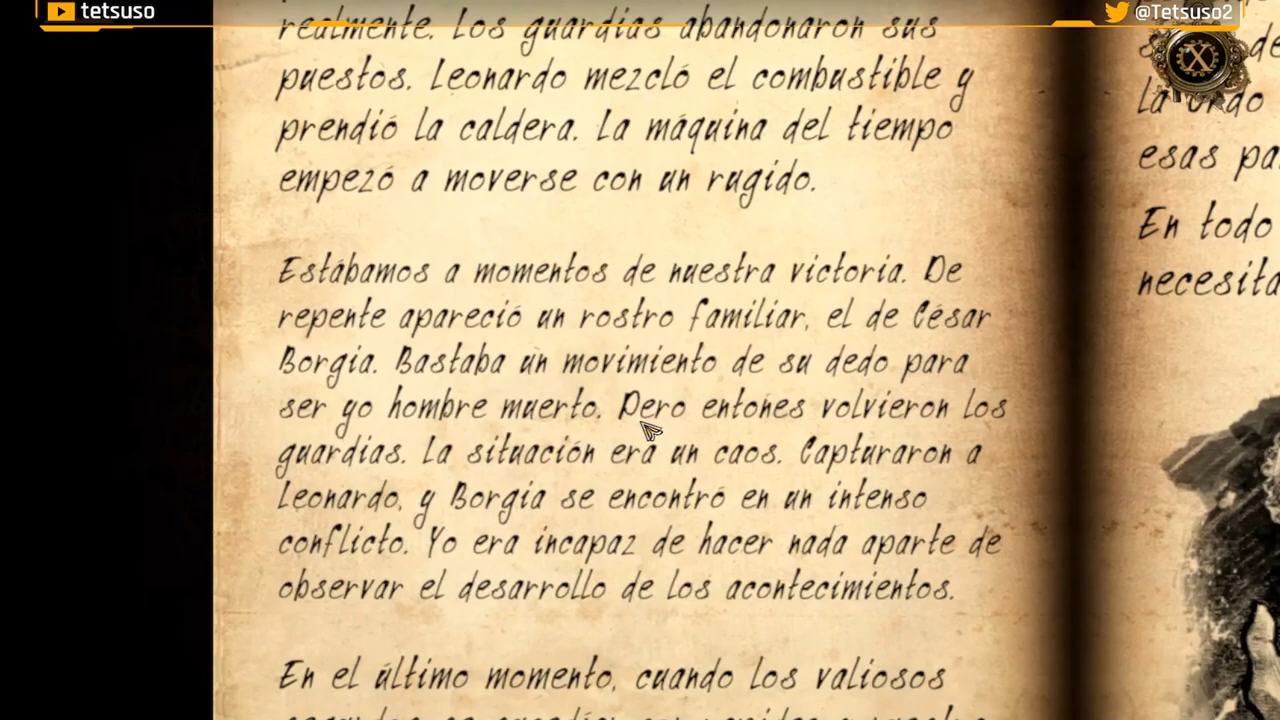 tetsuso
@Tetsuso2
realmente. Los guardias abandonaron sus
puestos. Leonardo mezcló el combustible y
prendió la caldera. La máquina del tiempo
empezó a moverse con un rugido.
Estábamos a momentos de nuestra victoria. De
repente apareció un rostro familiar, el de César
Borgia. Bastaba un movimiento de su dedo para
ser yo hombre muerto. Pero entones volvieron los
guardias. La situación era un caos. Capturaron a
Leonardo, y Borgia se encontró en un intenso
conflicto. Yo era incapaz de hacer nada aparte de
observar el desarrollo de los acontecimientos.
En el último momento, cuando los valiosos
X
de
la Ordo
esas pa
En todo
necesita